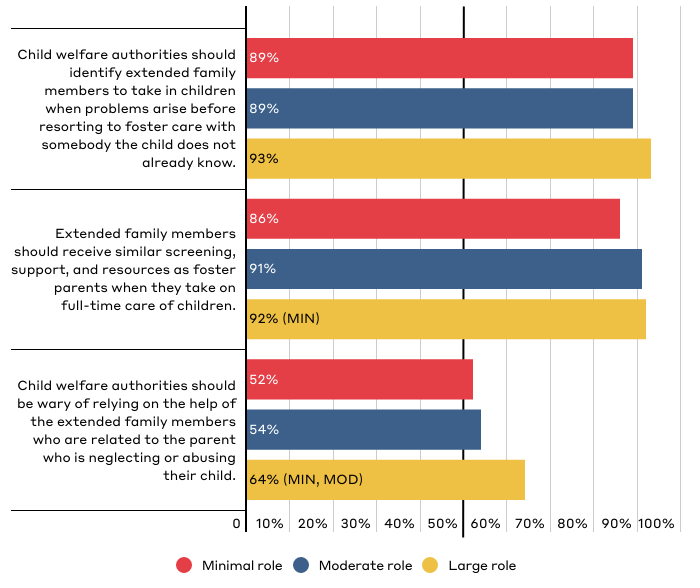 Child welfare authorities should
identify extended family
members to take in children
when problems arise before
resorting to foster care with
somebody the child does not
already know.
89%
89%
93%
Extended family members
should receive similar screening,
support, and resources as foster
parents when they take on
full-time care of children.
86%
91%
92% (MIN)
Child welfare authorities should
be wary of relying on the help of
the extended family members
who are related to the parent
who is neglecting or abusing
their child.
52%
54%
64% (MIN, MOD)
0 10% 20% 30% 40% 50% 60% 70% 80% 90% 100%
Minimal role Moderate role Large role